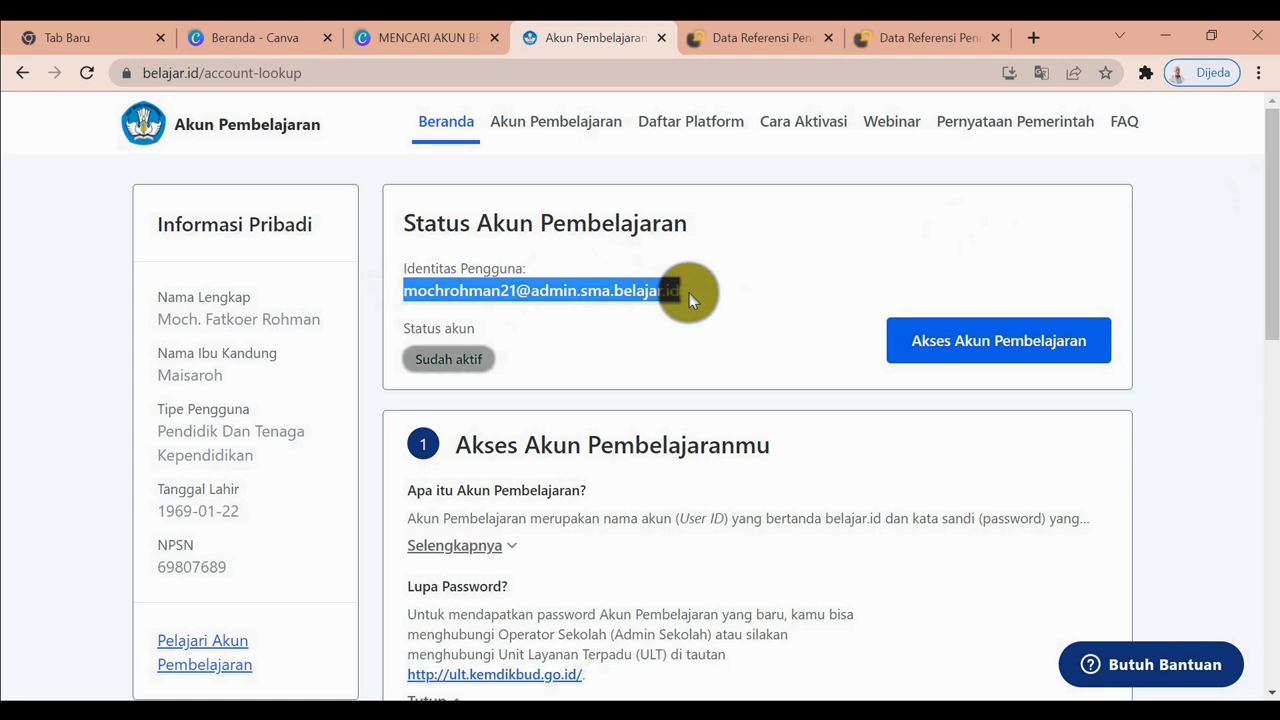 Tab Baru
Beranda - Canva
MENCARI AKUN BE
Akun Pembelajaran
Data Referensi Pen
Data Referensi Pen
belajar.id/account-lookup
Dijeda
Akun Pembelajaran
Beranda
Akun Pembelajaran
Daftar Platform
Cara Aktivasi
Webinar
Pernyataan Pemerintah
FAQ
Informasi Pribadi
Nama Lengkap
Moch. Fatkoer Rohman
Nama Ibu Kandung
Maisaroh
Tipe Pengguna
Pendidik Dan Tenaga
Kependidikan
Tanggal Lahir
1969-01-22
NPSN
69807689
Pelajari Akun
Pembelajaran
Status Akun Pembelajaran
Identitas Pengguna:
mochrohman21@admin.sma.belajar.id
Status akun
Sudah aktif
Akses Akun Pembelajaran
1
Akses Akun Pembelajaranmu
Apa itu Akun Pembelajaran?
Akun Pembelajaran merupakan nama akun (User ID) yang bertanda belajar.id dan kata sandi (password) yang...
Selengkapnya
Lupa Password?
Untuk mendapatkan password Akun Pembelajaran yang baru, kamu bisa
menghubungi Operator Sekolah (Admin Sekolah) atau silakan
menghubungi Unit Layanan Terpadu (ULT) di tautan
http://ult.kemdikbud.go.id/.
Tutup
Butuh Bantuan